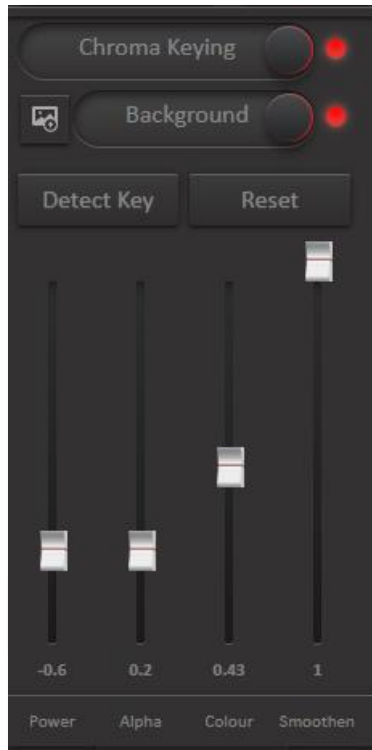 Chroma Keying
Background
Detect Key Reset
-0.6 0.2 0.43 1
Power Alpha Colour Smoothen